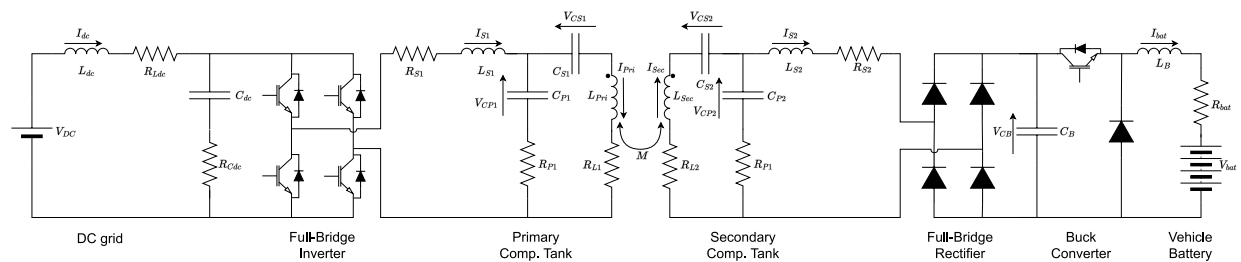 I_dc
L_dc
R_Ldc
V_DC
C_dc
R_Cdc
R_S1
I_S1
L_S1
V_CP1
C_P1
R_P1
V_CS1
C_S1
I_Pri
L_Pri
R_L1
M
I_Sec
L_Sec
R_L2
V_CS2
C_S2
V_CP2
C_P2
R_P1
I_S2
L_S2
R_S2
V_CB
C_B
I_bat
L_B
R_bat
V_bat
DC grid
Full-Bridge
Inverter
Primary
Comp. Tank
Secondary
Comp. Tank
Full-Bridge
Rectifier
Buck
Converter
Vehicle
Battery